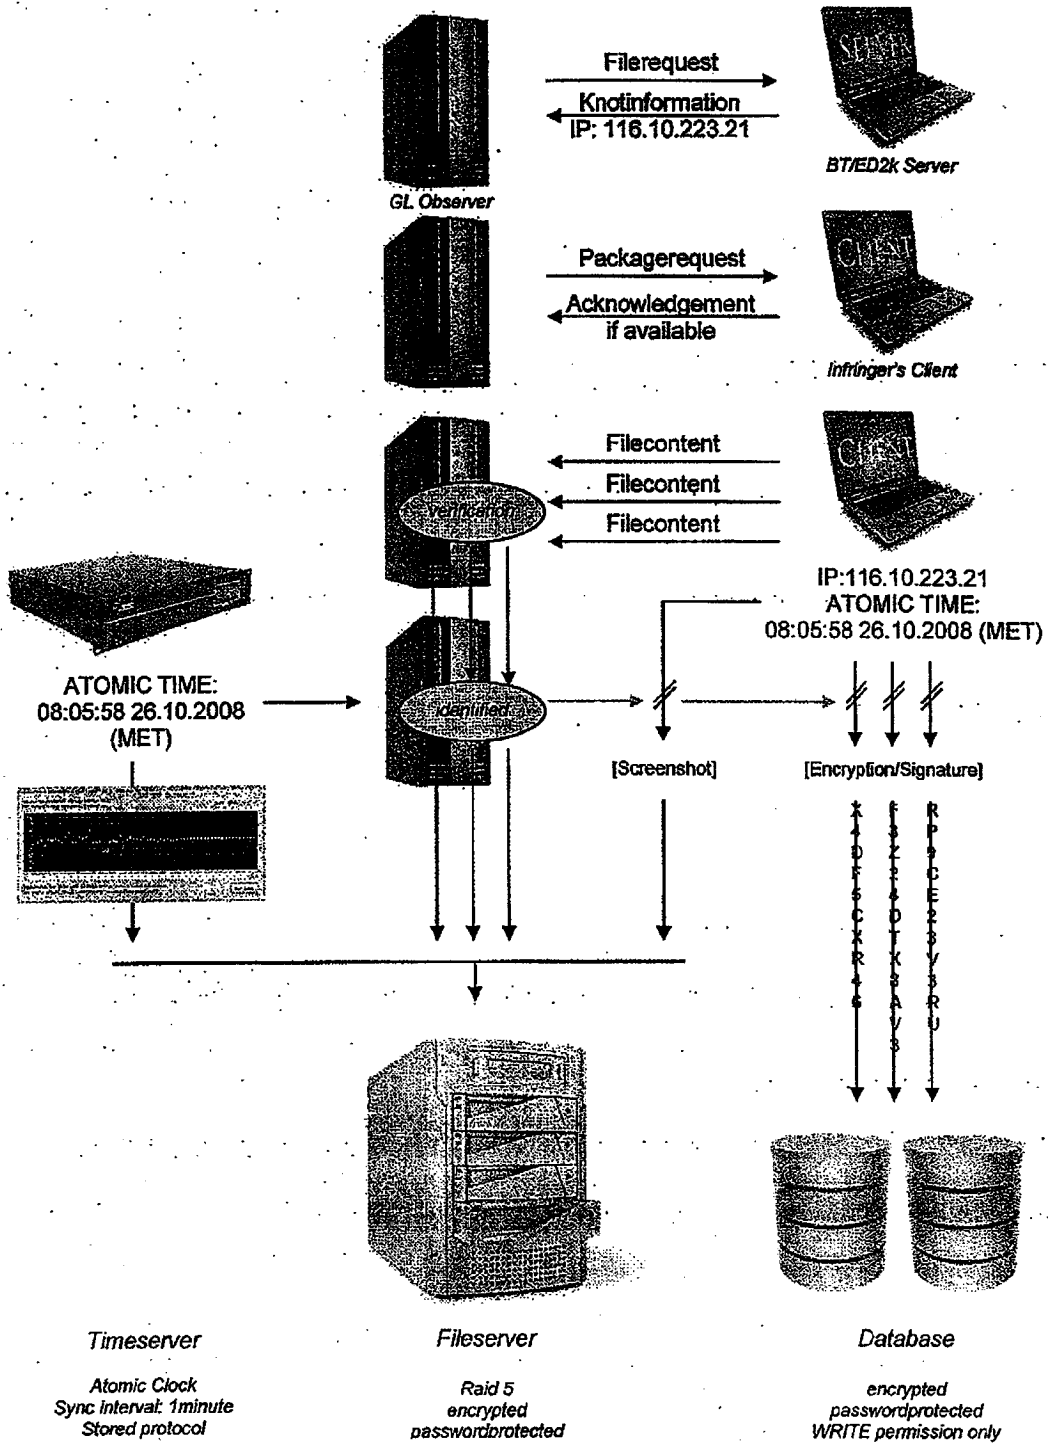 SERVER
Filerequest
Knotinformation
IP: 116.10.223.21
BT/ED2k Server
GL Observer
CLIENT
Packagerequest
Acknowledgement
if available
Infringer's Client
CLIENT
Filecontent
Filecontent
Filecontent
verification
IP:116.10.223.21
ATOMIC TIME:
08:05:58 26.10.2008 (MET)
ATOMIC TIME:
08:05:58 26.10.2008
(MET)
identified
[Screenshot]
[Encryption/Signature]
X4DF5CXR46
F3Z24DTX8AV3
RP9CE23V3RU
Timeserver
Atomic Clock
Sync interval: 1minute
Stored protocol
Fileserver
Raid 5
encrypted
passwordprotected
Database
encrypted
passwordprotected
WRITE permission only